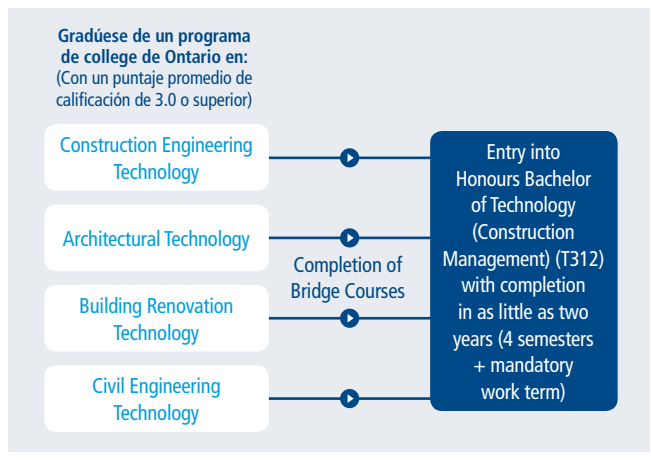 Gradúese de un programa
de college de Ontario en:
(Con un puntaje promedio de
calificación de 3.0 o superior)
Construction Engineering
Technology
Architectural Technology
Building Renovation
Technology
Civil Engineering
Technology
Completion of
Bridge Courses
Entry into
Honours Bachelor
of Technology
(Construction
Management) (T312)
with completion
in as little as two
years (4 semesters
+ mandatory
work term)